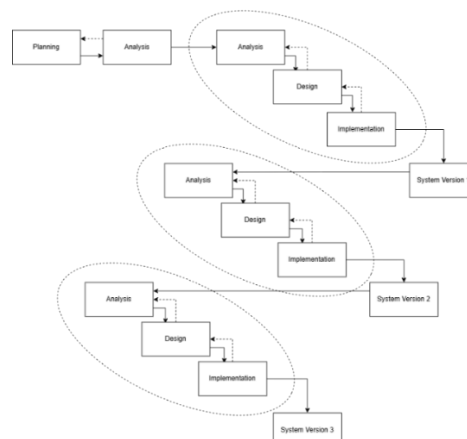 Planning
Analysis
Analysis
Design
Implementation
System Version
Analysis
Design
Implementation
System Version 2
Analysis
Design
Implementation
System Version 3